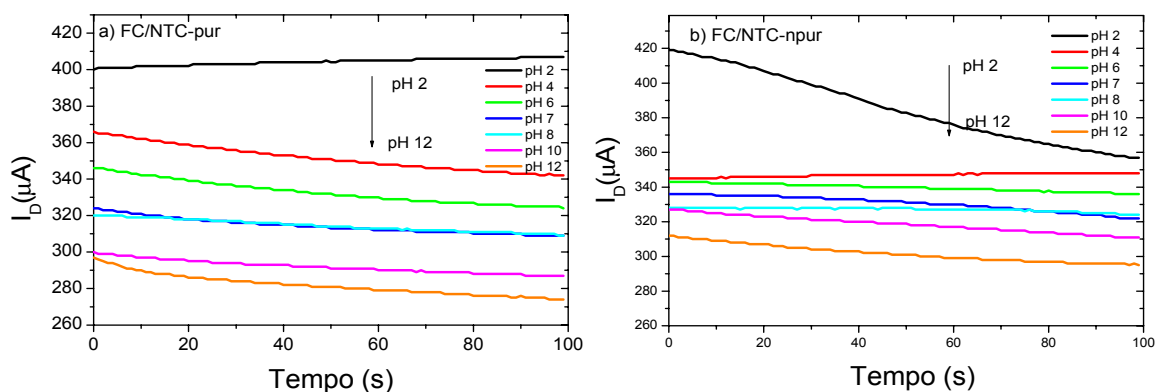 a) FC/NTC-pur
pH 2
pH 12
pH 2
pH 4
pH 6
pH 7
pH 8
pH 10
pH 12
420
400
380
360
340
320
300
280
260
I_D(µA)
0
20
40
60
80
100
Tempo (s)
b) FC/NTC-npur
pH 2
pH 12
pH 2
pH 4
pH 6
pH 7
pH 8
pH 10
pH 12
420
400
380
360
340
320
300
280
260
I_D(µA)
0
20
40
60
80
100
Tempo (s)